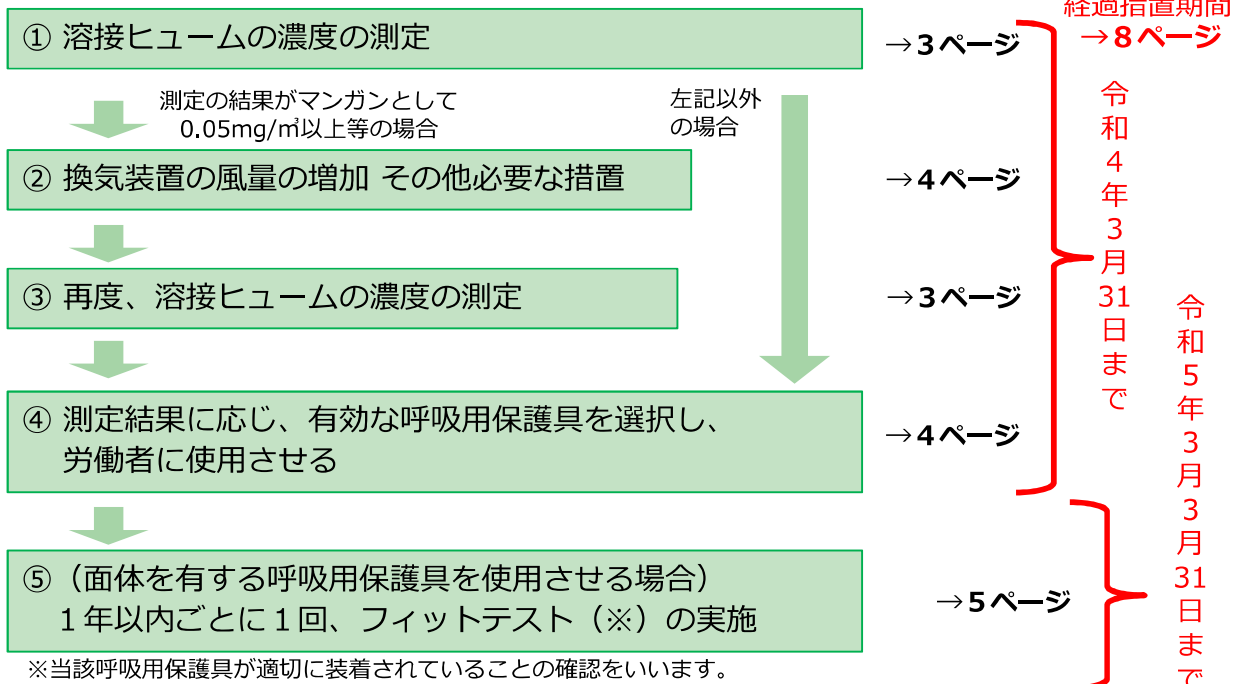 経過措置期間
→8ページ
① 溶接ヒュームの濃度の測定
→3ページ
測定の結果がマンガンとして
0.05mg/㎥以上等の場合
左記以外
の場合
② 換気装置の風量の増加 その他必要な措置
→4ページ
③ 再度、溶接ヒュームの濃度の測定
→3ページ
④ 測定結果に応じ、有効な呼吸用保護具を選択し、
労働者に使用させる
→4ページ
令和4年3月31日まで
⑤（面体を有する呼吸用保護具を使用させる場合）
１年以内ごとに１回、フィットテスト（※）の実施
→5ページ
令和5年3月3月31日まで
※当該呼吸用保護具が適切に装着されていることの確認をいいます。